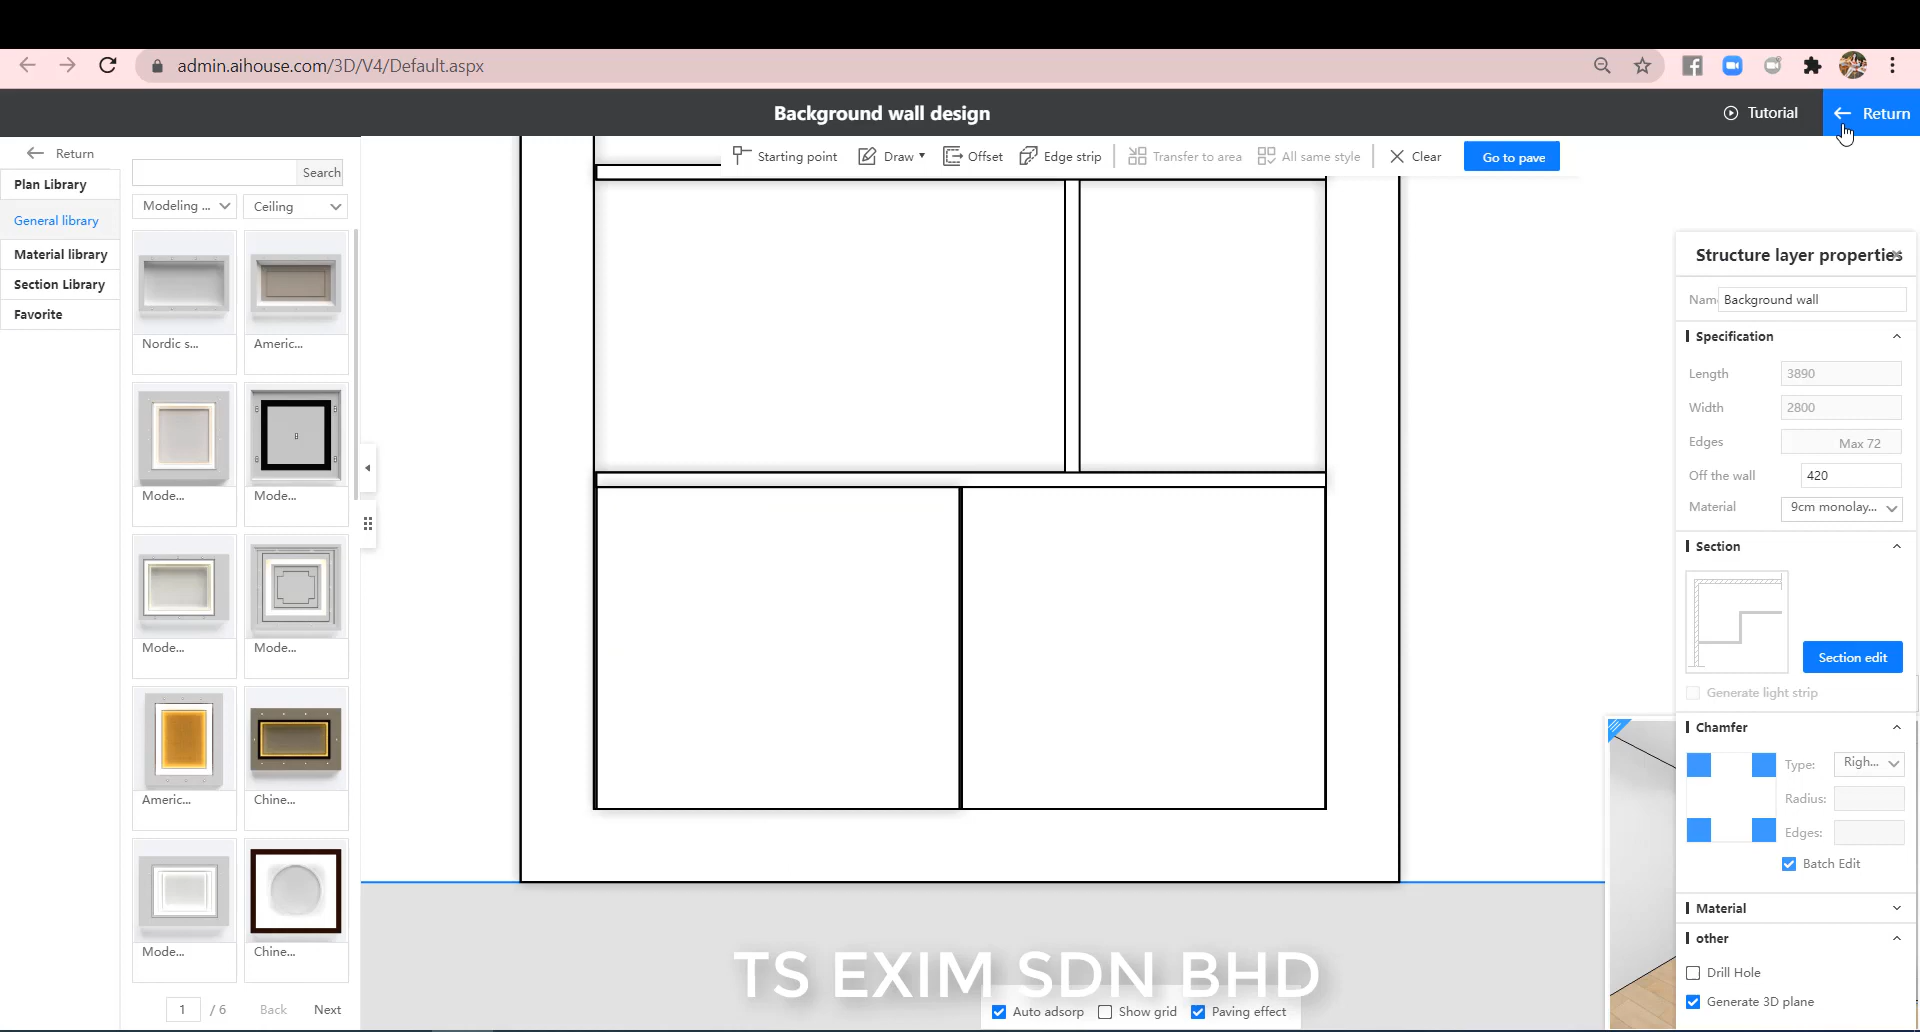 admin.aihouse.com/3D/V4/Default.aspx
Background wall design
Tutorial
Return
Return
Search
Starting point
Draw
Offset
Edge strip
Transfer to area
All same style
Clear
Go to pave
Plan Library
General library
Material library
Section Library
Favorite
Modeling ...
Ceiling
Nordic s...
Americ...
Mode...
Mode...
Mode...
Mode...
Americ...
Chine...
Mode...
Chine...
1 / 6 Back Next
Structure layer properties
Nam Background wall
Specification
Length 3890
Width 2800
Edges Max 72
Off the wall 420
Material 9cm monolay...
Section
Section edit
Generate light strip
Chamfer
Type: Righ...
Radius:
Edges:
Batch Edit
Material
other
Drill Hole
Generate 3D plane
TS EXIM SDN BHD
Auto adsorp Show grid Paving effect